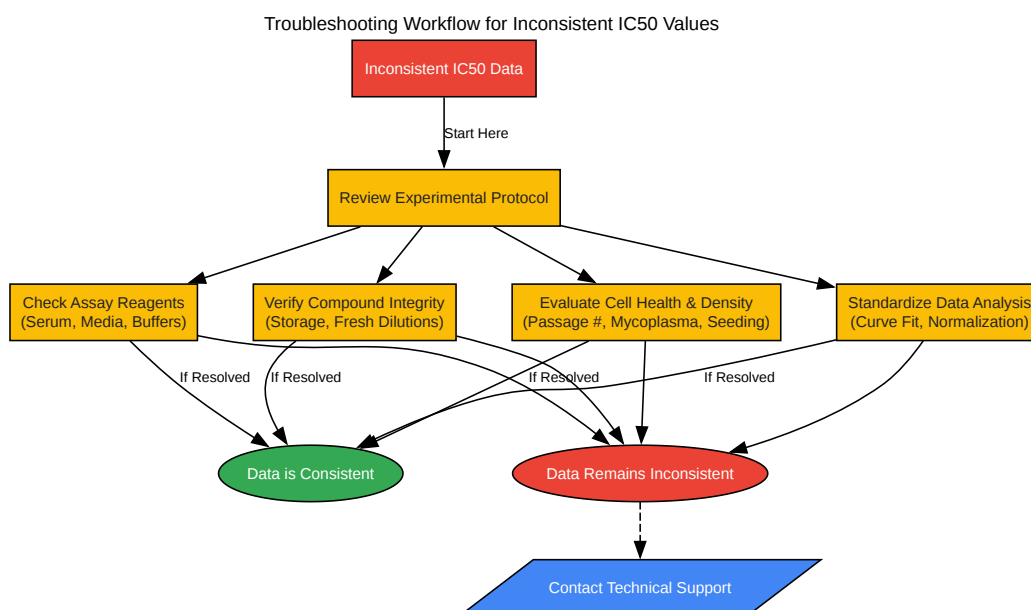 Troubleshooting Workflow for Inconsistent IC50 Values
Inconsistent IC50 Data
Start Here
Review Experimental Protocol
Check Assay Reagents
(Serum, Media, Buffers)
Verify Compound Integrity
(Storage, Fresh Dilutions)
Evaluate Cell Health & Density
(Passage #, Mycoplasma, Seeding)
Standardize Data Analysis
(Curve Fit, Normalization)
If Resolved
If Resolved
If Resolved
If Resolved
Data is Consistent
Data Remains Inconsistent
Contact Technical Support